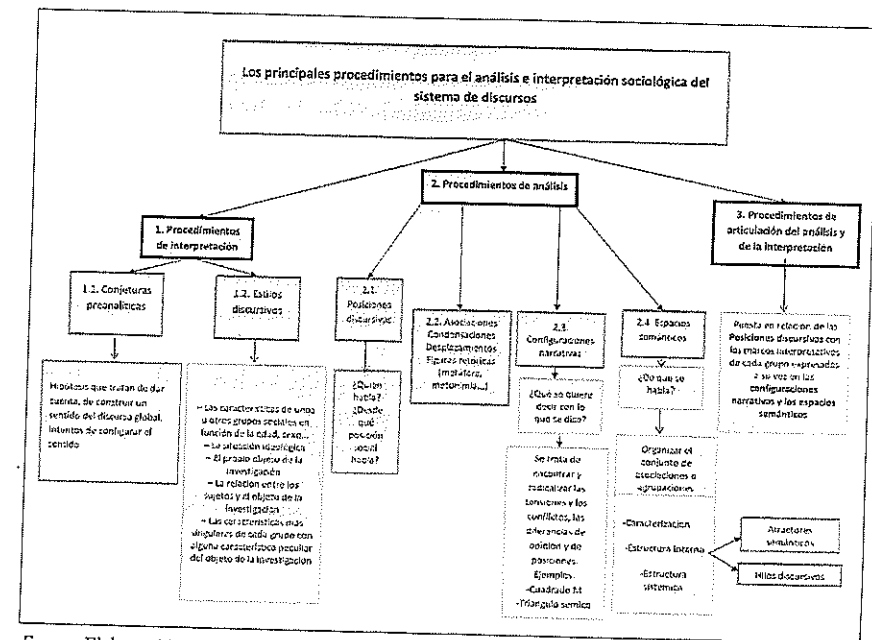 Los principales procedimientos para el análisis e interpretación sociológica del
sistema de discursos
2. Procedimientos de análisis
1. Procedimientos
de interpretación
3. Procedimientos de
articulación del análisis y
de la interpretación
1.1. Conjeturas
preanalíticas
1.2. Estilos
discursivos
2.1.
Posiciones
discursivas
2.2. Asociaciones
Condensaciones
Desplazamientos
Figuras retóricas
(metáfora,
metonimia...)
2.3.
Configuraciones
narrativas
2.4. Espacios
semánticos
Puesta en relación de las
Posiciones discursivas con
los marcos interpretativos
de cada grupo expresados
a su vez en las
configuraciones
narrativas y los espacios
semánticos
Hipótesis que tratan de dar
cuenta, de construir un
sentido del discurso global.
Intentos de configurar el
sentido
– Las características de unos
u otros grupos sociales en
función de la edad, sexo...
– La situación ideológica
– El propio objeto de la
investigación
– La relación entre los
sujetos y el objeto de la
investigación
– Las características más
singulares de cada grupo con
alguna característica peculiar
del objeto de la investigación
¿Quién
habla?
¿Desde
qué
posición
social
habla?
¿Qué se quiere
decir con lo
que se dice?
¿De qué se
habla?
Se trata de
encontrar y
radicalizar las
tensiones y los
conflictos, las
diferencias de
opinión y de
posiciones.
Ejemplos.
-Cuadrado M
-Triangulo semico
Organizar el
conjunto de
asociaciones o
agrupaciones
-Caracterización
-Estructura Interna
-Estructura
sistémica
Atractores
semánticos
Hilos discursivos